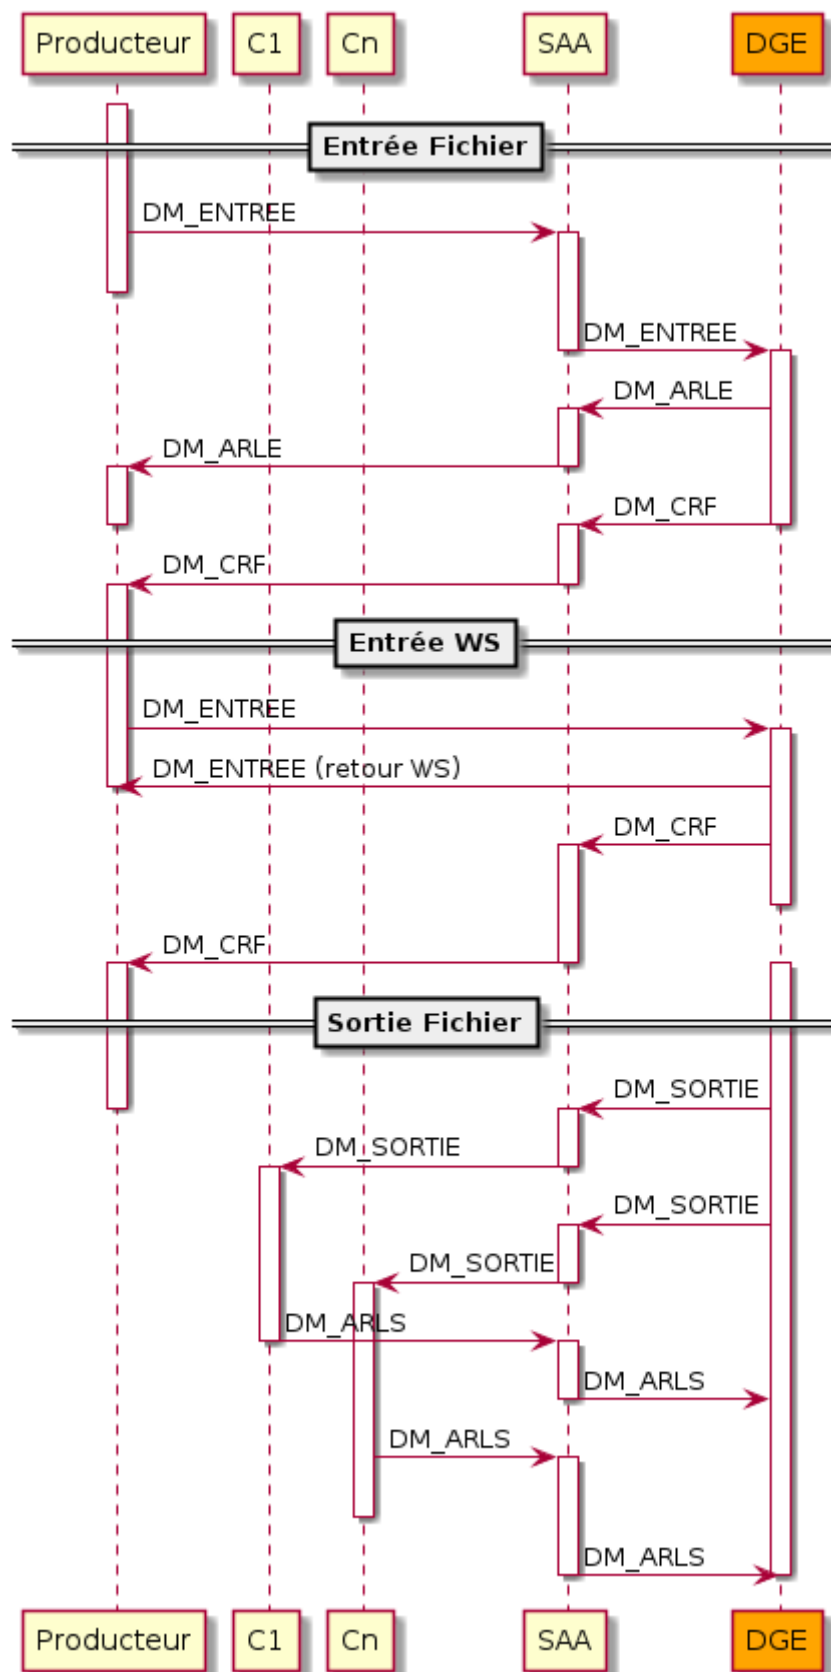 Producteur C1 Cn SAA DGE
Entrée Fichier
DM_ENTREE
DM_ENTREE
DM_ARLE
DM_ARLE
DM_CRF
DM_CRF
Entrée WS
DM_ENTREE
DM_ENTREE (retour WS)
DM_CRF
DM_CRF
Sortie Fichier
DM_SORTIE
DM_SORTIE
DM_SORTIE
DM_SORTIE
DM_ARLS
DM_ARLS
DM_ARLS
DM_ARLS
Producteur C1 Cn SAA DGE